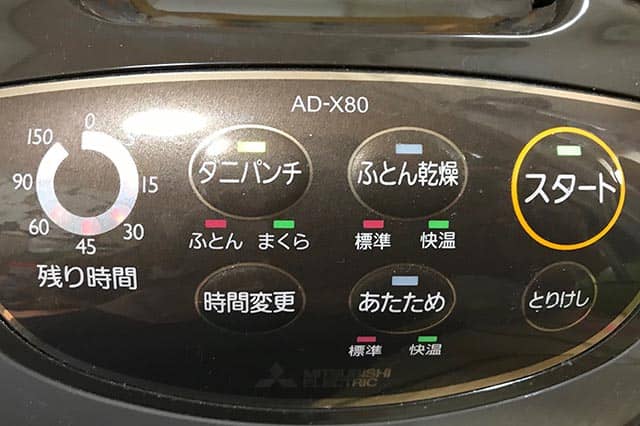 AD-X80
0
150
15
90
60
30
45
残り時間
ダニパンチ
ふとん まくら
ふとん乾燥
標準 快温
スタート
時間変更
あたため
標準 快温
とりけし
MITSUBISHI
ELECTRIC